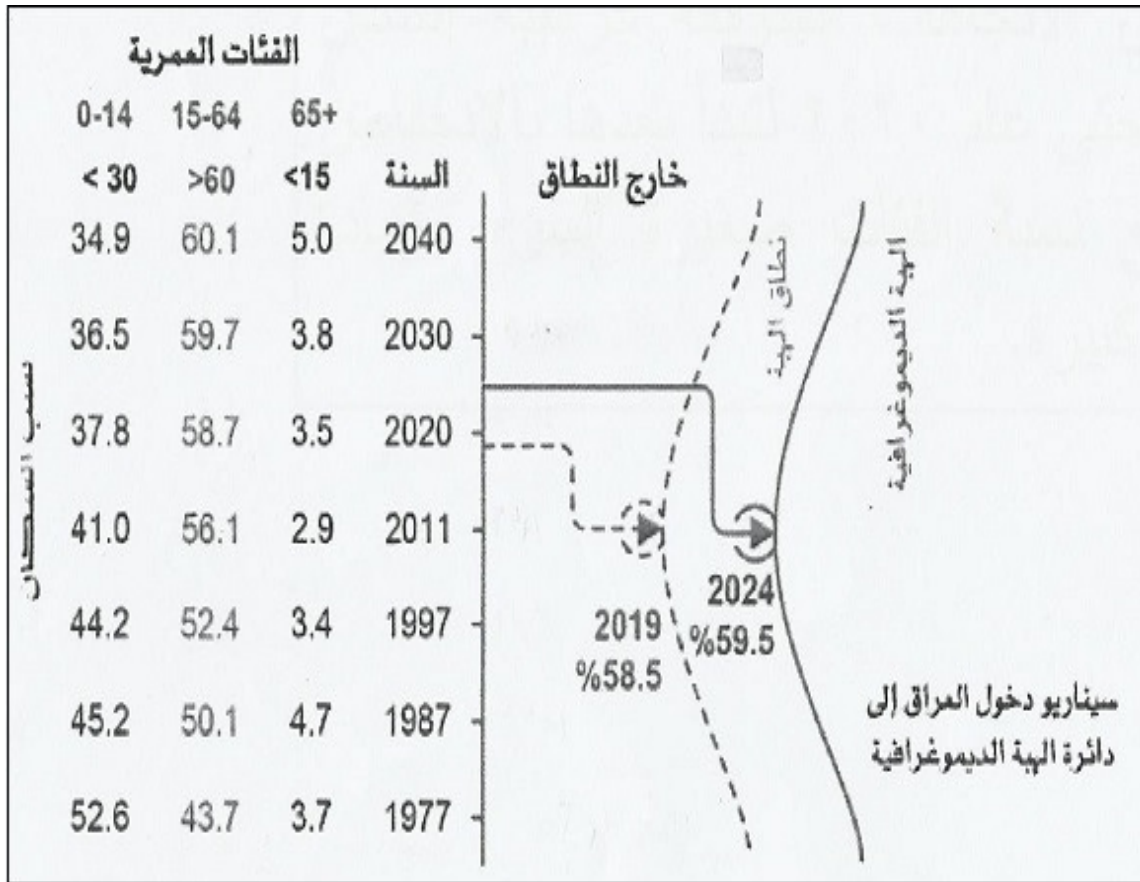 الفئات العمرية
0-14 15-64 65+
< 30 >60 <15 السنة خارج النطاق
34.9 60.1 5.0 2040
36.5 59.7 3.8 2030
37.8 58.7 3.5 2020
41.0 56.1 2.9 2011
44.2 52.4 3.4 1997
45.2 50.1 4.7 1987
52.6 43.7 3.7 1977
نسب السكان
نطاق الهبة
الهبة الديموغرافية
2019
%58.5
2024
%59.5
سيناريو دخول العراق إلى
دائرة الهبة الديموغرافية